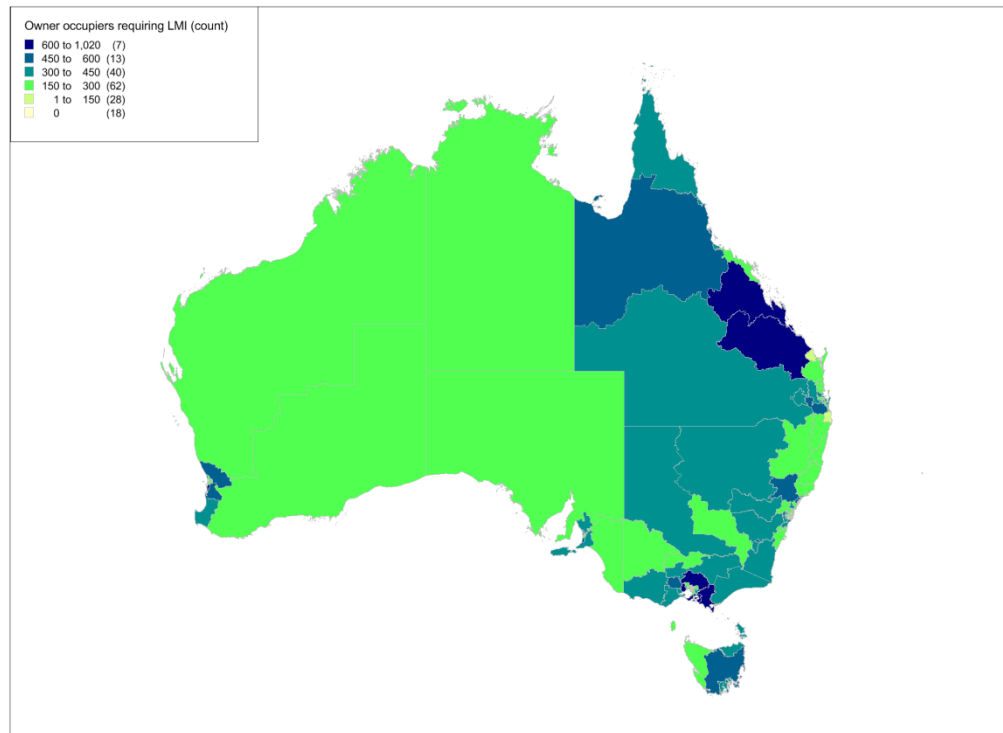 Owner occupiers requiring LMI (count)
600 to 1,020 (7)
450 to 600 (13)
300 to 450 (40)
150 to 300 (62)
1 to 150 (28)
0 (18)